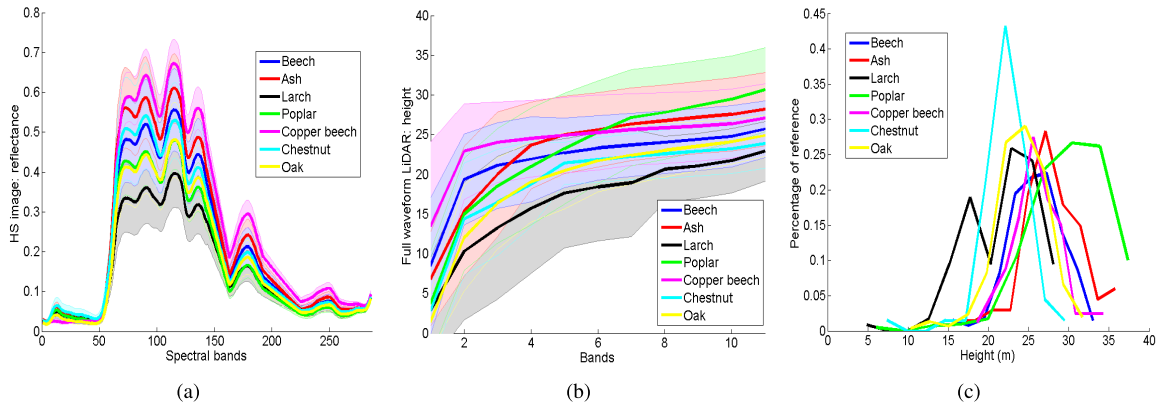 0.8
0.7
0.6
0.5
0.4
0.3
0.2
0.1
0
HS image: reflectance
0 50 100 150 200 250
Spectral bands
Beech
Ash
Larch
Poplar
Copper beech
Chestnut
Oak
(a)
40
35
30
25
20
15
10
5
0
Full waveform LiDAR: height
2 4 6 8 10
Bands
Beech
Ash
Larch
Poplar
Copper beech
Chestnut
Oak
(b)
0.45
0.4
0.35
0.3
0.25
0.2
0.15
0.1
0.05
0
Percentage of reference
0 5 10 15 20 25 30 35 40
Height (m)
Beech
Ash
Larch
Poplar
Copper beech
Chestnut
Oak
(c)